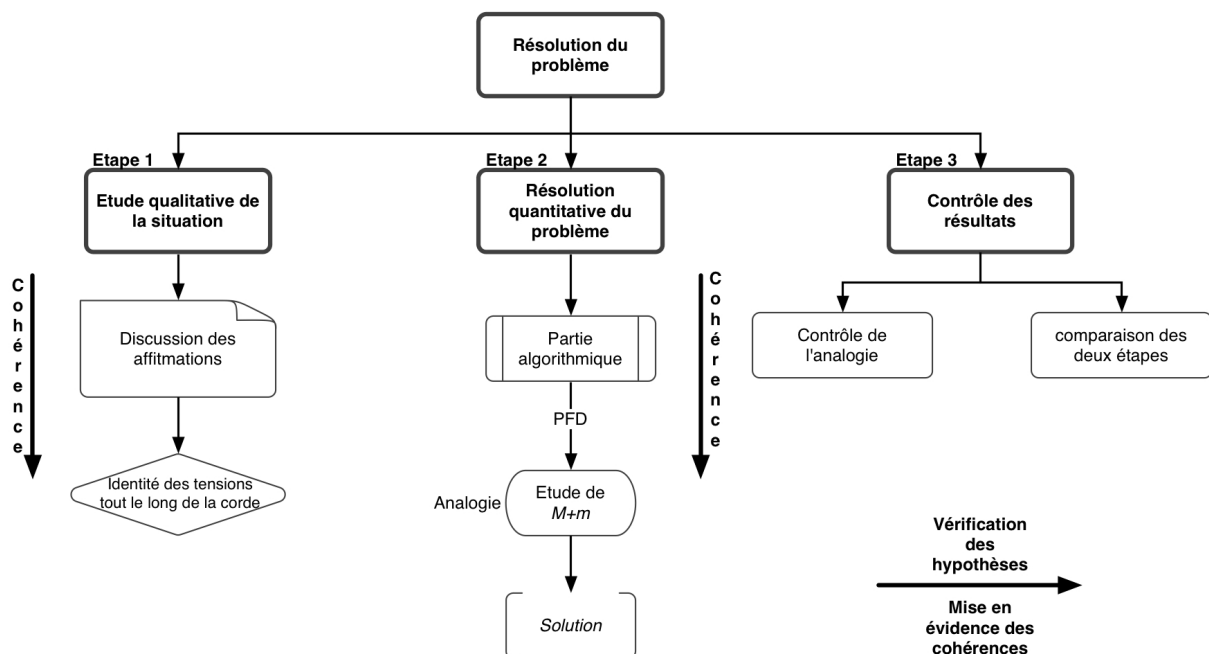 Résolution du
problème
Etape 1
Etude qualitative de
la situation
Etape 2
Résolution
quantitative du
problème
Etape 3
Contrôle des
résultats
Cohérence
Discussion des
affitmations
Identité des tensions
tout le long de la corde
Partie
algorithmique
PFD
Analogie
Etude de
M+m
Solution
Cohérence
Contrôle de
l'analogie
comparaison des
deux étapes
Vérification
des
hypothèses
Mise en
évidence des
cohérences